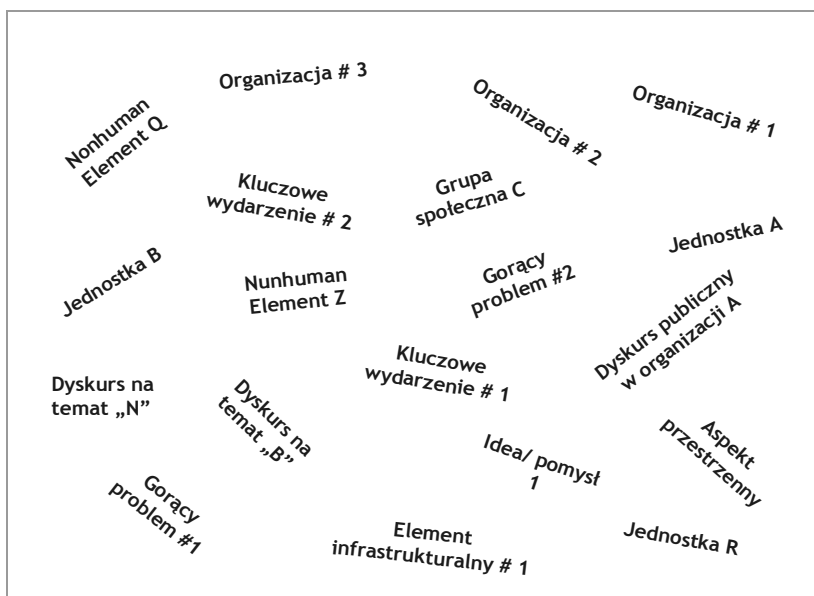 Organizacja # 3
Organizacja # 2
Organizacja # 1
Nonhuman
Element Q
Kluczowe
wydarzenie # 2
Grupa
społeczna C
Jednostka A
Jednostka B
Nunhuman
Element Z
Gorący
problem #2
Dyskurs publiczny
w organizacji A
Kluczowe
wydarzenie # 1
Dyskurs na
temat „N”
Dyskurs na
temat „B”
Aspekt
przestrzenny
Idea/ pomysł
1
Gorący
problem #1
Element
infrastrukturalny # 1
Jednostka R